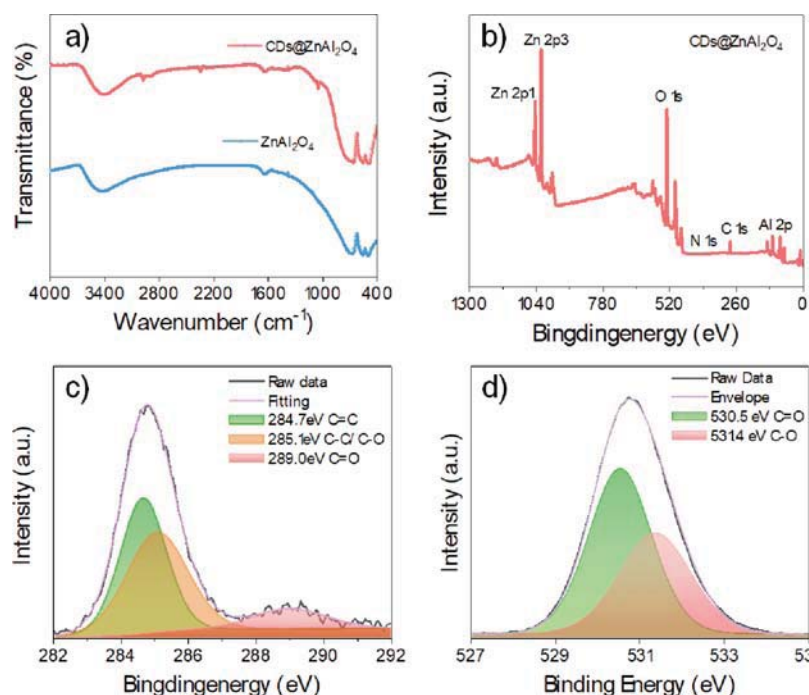 a)
CDs@ZnAl₂O₄
ZnAl₂O₄
Transmittance (%)
4000 3400 2800 2200 1600 1000 400
Wavenumber (cm⁻¹)
b)
Zn 2p3
CDs@ZnAl₂O₄
Zn 2p1
O 1s
N 1s
C 1s
Al 2p
Intensity (a.u.)
1300 1040 780 520 260 0
Bingdingenergy (eV)
c)
Raw data
Fitting
284.7eV C=C
285.1eV C-C/ C-O
289.0eV C=O
Intensity (a.u.)
282 284 286 288 290 292
Bingdingenergy (eV)
d)
Raw Data
Envelope
530.5 eV C=O
531.4 eV C-O
Intensity (a.u.)
527 529 531 533
Binding Energy (eV)